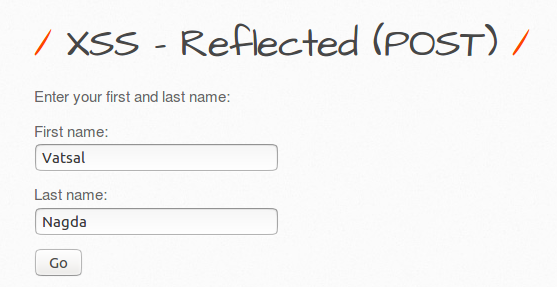 / XSS - Reflected (POST) /
Enter your first and last name:
First name:
Vatsal
Last name:
Nagda
Go